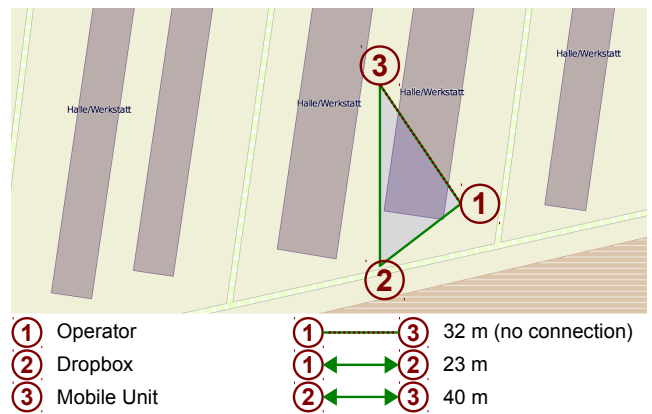 3
Halle/Werkstatt
Halle/Werkstatt
Halle/Werkstatt
Halle/Werkstatt
1
2
1 Operator
1 3 32 m (no connection)
2 Dropbox
1 2 23 m
3 Mobile Unit
2 3 40 m